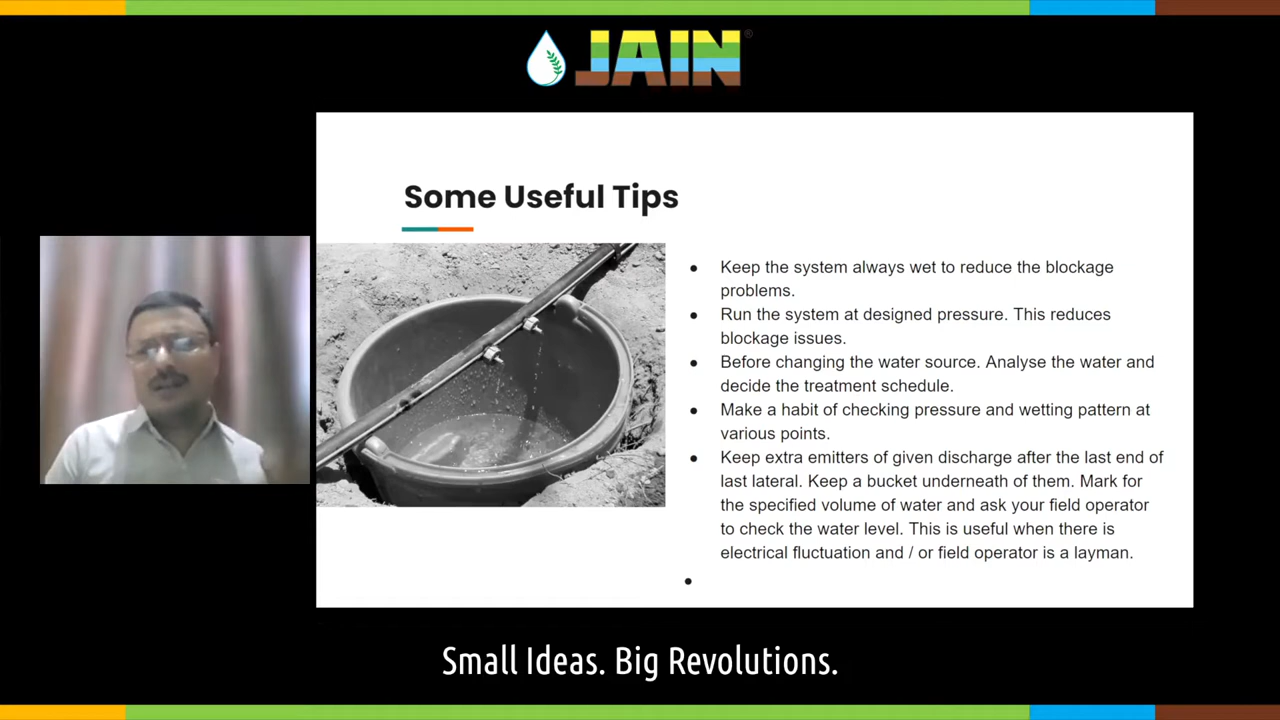 JAIN®
Some Useful Tips
● Keep the system always wet to reduce the blockage
problems.
● Run the system at designed pressure. This reduces
blockage issues.
● Before changing the water source. Analyse the water and
decide the treatment schedule.
● Make a habit of checking pressure and wetting pattern at
various points.
● Keep extra emitters of given discharge after the last end of
last lateral. Keep a bucket underneath of them. Mark for
the specified volume of water and ask your field operator
to check the water level. This is useful when there is
electrical fluctuation and / or field operator is a layman.
●
Small Ideas. Big Revolutions.